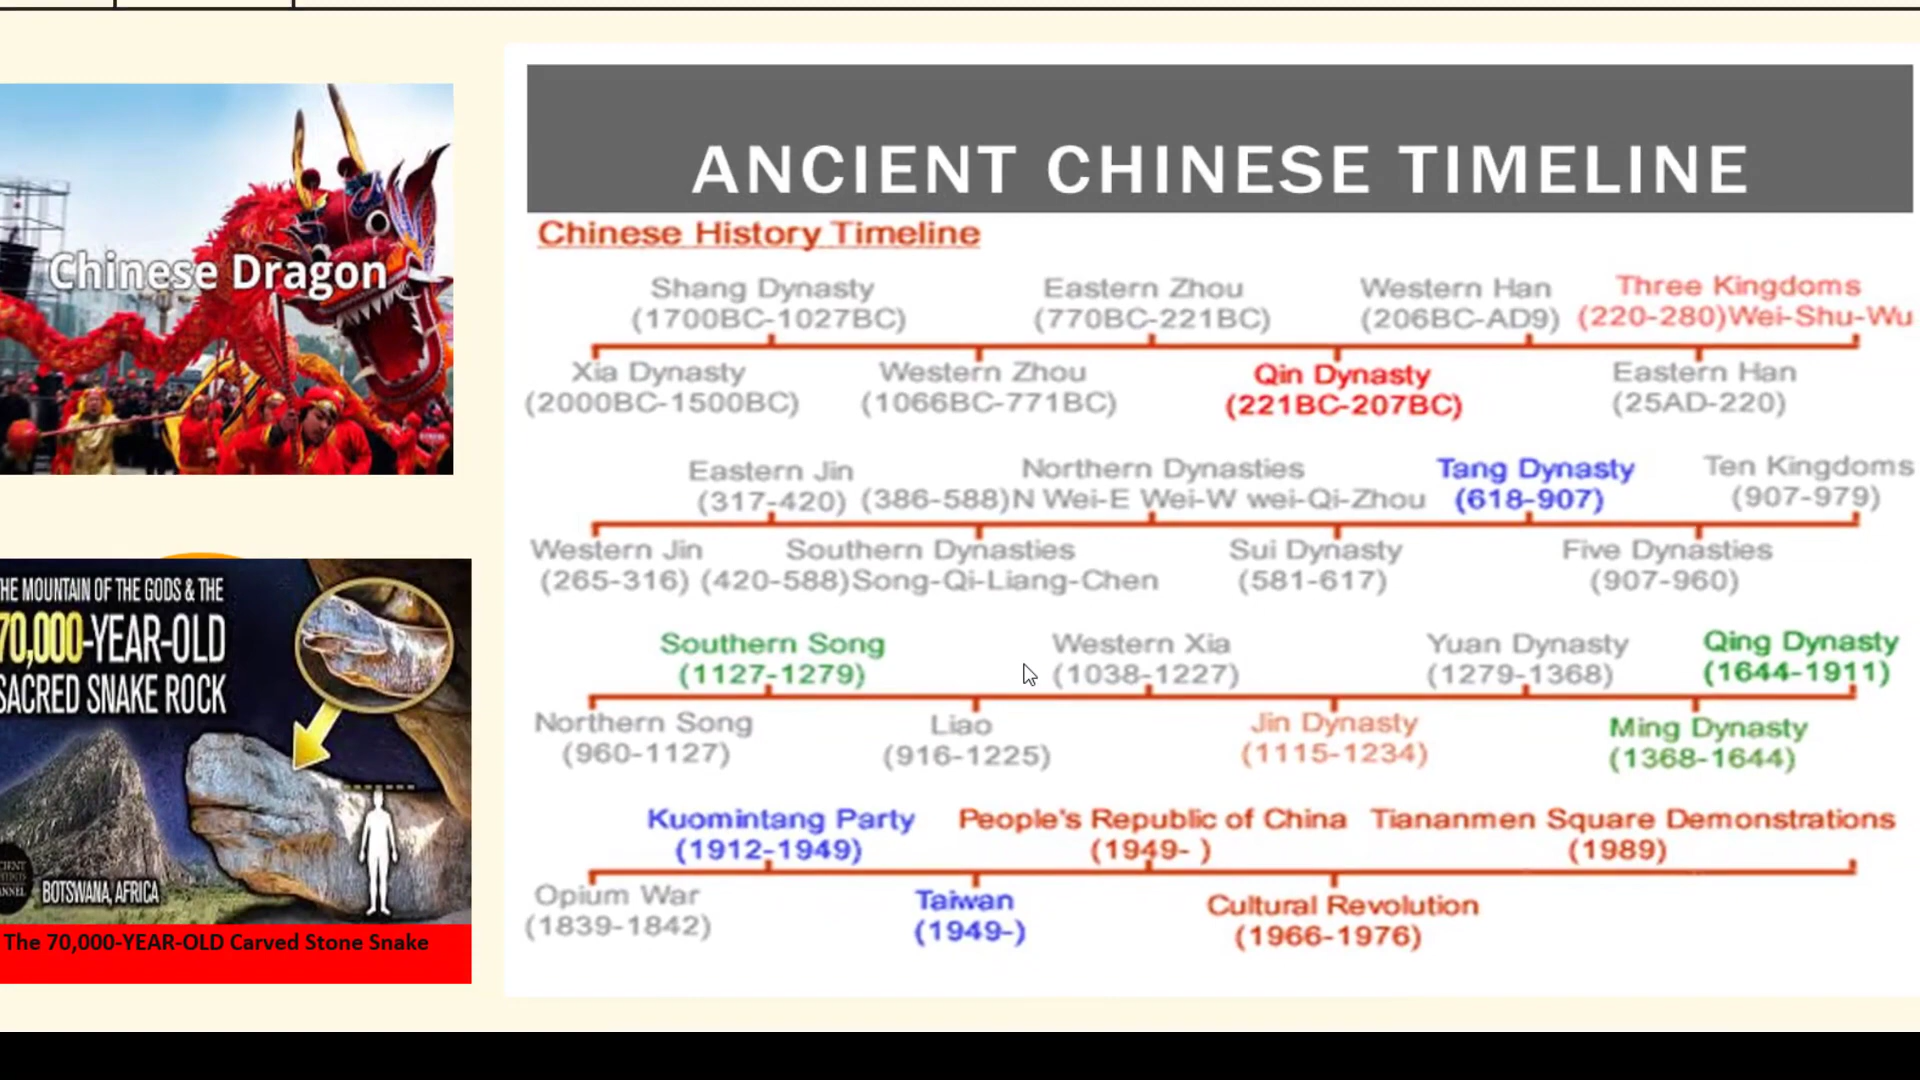 Chinese Dragon
THE MOUNTAIN OF THE GODS & THE
70,000-YEAR-OLD
SACRED SNAKE ROCK
BOTSWANA, AFRICA
The 70,000-YEAR-OLD Carved Stone Snake
ANCIENT CHINESE TIMELINE
Chinese History Timeline
Shang Dynasty
(1700BC-1027BC)
Eastern Zhou
(770BC-221BC)
Western Han
(206BC-AD9)
Three Kingdoms
(220-280)Wei-Shu-Wu
Xia Dynasty
(2000BC-1500BC)
Western Zhou
(1066BC-771BC)
Qin Dynasty
(221BC-207BC)
Eastern Han
(25AD-220)
Eastern Jin
(317-420)
Northern Dynasties
(386-588)N Wei-E Wei-W wei-Qi-Zhou
Tang Dynasty
(618-907)
Ten Kingdoms
(907-979)
Western Jin
(265-316)
Southern Dynasties
(420-588)Song-Qi-Liang-Chen
Sui Dynasty
(581-617)
Five Dynasties
(907-960)
Southern Song
(1127-1279)
Western Xia
(1038-1227)
Yuan Dynasty
(1279-1368)
Qing Dynasty
(1644-1911)
Northern Song
(960-1127)
Liao
(916-1225)
Jin Dynasty
(1115-1234)
Ming Dynasty
(1368-1644)
Kuomintang Party
(1912-1949)
People's Republic of China
(1949- )
Tiananmen Square Demonstrations
(1989)
Opium War
(1839-1842)
Taiwan
(1949-)
Cultural Revolution
(1966-1976)